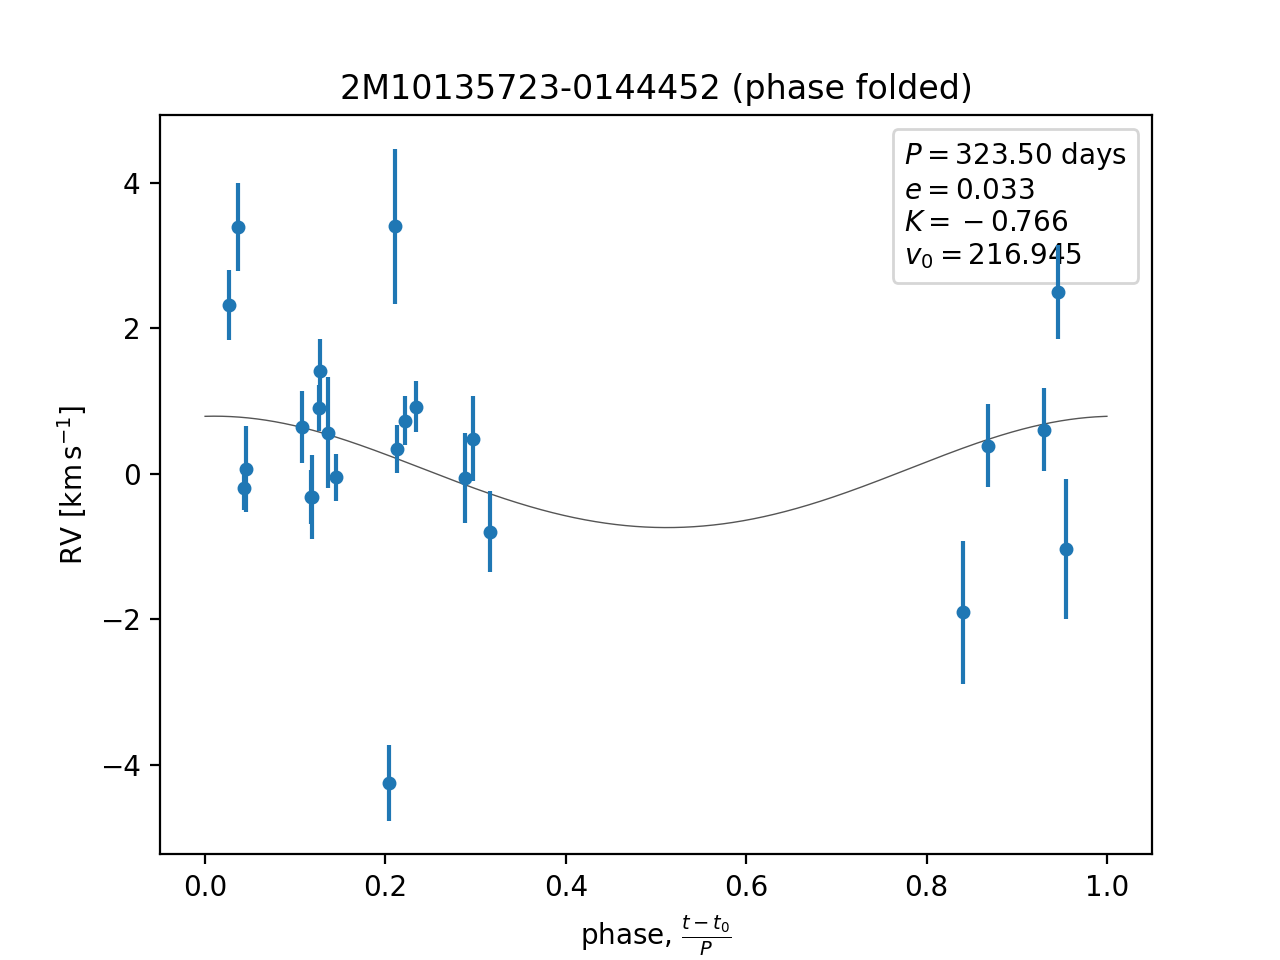 2M10135723-0144452 (phase folded)
P = 323.50 days
e = 0.033
K = −0.766
v₀ = 216.945
4
2
0
−2
−4
RV [km s⁻¹]
0.0 0.2 0.4 0.6 0.8 1.0
phase, (t − t₀)/P